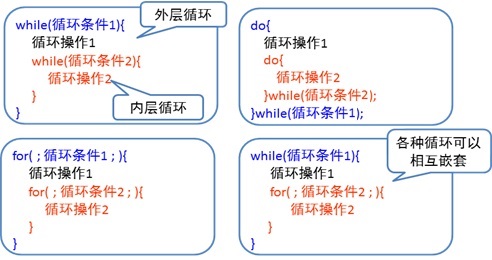 while(循环条件1){
循环操作1
while(循环条件2){
循环操作2
}
}
外层循环
内层循环
do{
循环操作1
do{
循环操作2
}while(循环条件2);
}while(循环条件1);
for( ; 循环条件1 ; ){
循环操作1
for( ; 循环条件2 ; ){
循环操作2
}
}
while(循环条件1){
循环操作1
for( ; 循环条件2 ; ){
循环操作2
}
}
各种循环可以
相互嵌套